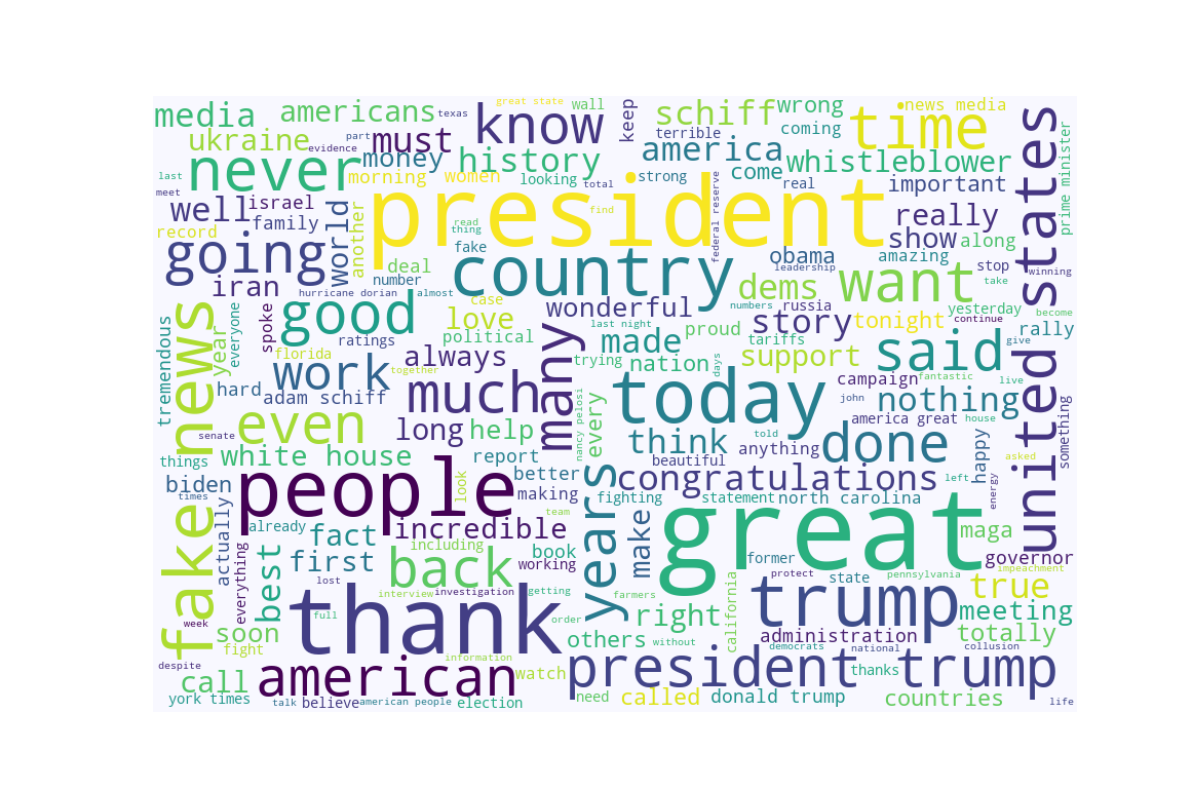 great state
wall
keep
wrong
news media
media
americans
texas
know
schiff
time
states
ukraine
part
must
terrible
coming
prime minister
evidence
money
history
america
come
whistleblower
last
never
morning
women
looking
total
strong
real
important
meet
president
federal reserve
well
israel
family
world
another
read
thing
find
really
record
fake
obama
amazing
show
along
going
deal
country
leadership
stop
winning
iran
number
dems
want
take
hurricane dorian
almost
case
wonderful
numbers
russia
yesterday
become
tremendous
news
year
everyone
spoke
good
ratings
love
political
many
last night
proud
story
tonight
continue
give
rally
florida
always
trying
made
tariffs
said
together
nation
days
support
work
hard
adam schiff
much
today
campaign
fantastic
live
nothing
even
long
help
nancy pelosi
every
john
america great
house
united
something
senate
think
told
anything
done
happy
things
white house
report
beautiful
asked
biden
people
look
better
years
congratulations
left
energy
times
making
fighting
statement
north carolina
fake
actually
already
fact
incredible
team
make
great
maga
everything
best
first
including
book
working
former
governor
lost
back
california
protect
state
pennsylvania
impeachment
interview
investigation
getting
farmers
true
week
soon
full
thank
order
right
trump
meeting
fight
others
without
administration
democrats
national
totally
collusion
despite
information
call
american
watch
president trump
thanks
york times
talk
believe
american people
election
need
called
donald trump
countries
life